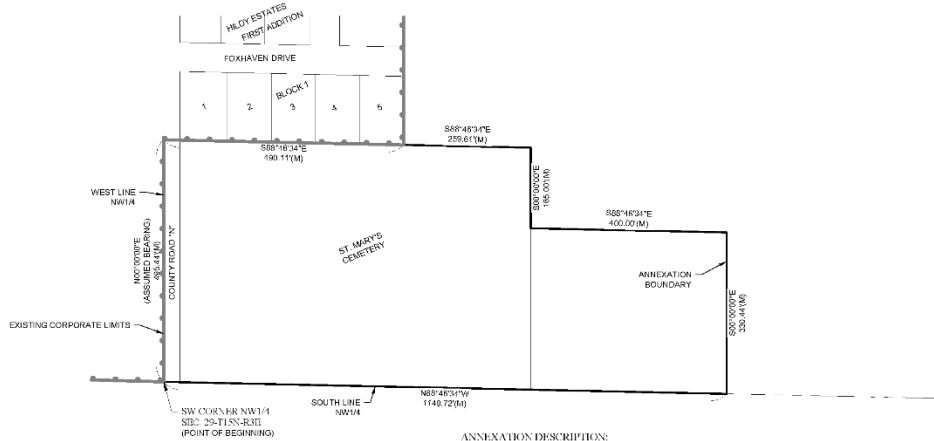 HILDY ESTATES
FIRST ADDITION
FOXHAVEN DRIVE
BLOCK 1
1
2
3
4
5
S88°46'34"E
259.61'(M)
S88°46'34"E
490.11'(M)
WEST LINE
NW1/4
S00°00'00"E
165.00'(M)
S88°46'34"E
400.00'(M)
N00°00'00"E
(ASSUMED BEARING)
495.44'(M)
COUNTY ROAD "N"
ST. MARY'S
CEMETERY
ANNEXATION
BOUNDARY
S00°00'00"E
330.44'(M)
EXISTING CORPORATE LIMITS
N88°46'34"W
1149.72'(M)
SOUTH LINE
NW1/4
SW CORNER NW1/4
SEC. 29-T15N-R3E
(POINT OF BEGINNING)
ANNEXATION DESCRIPTION: